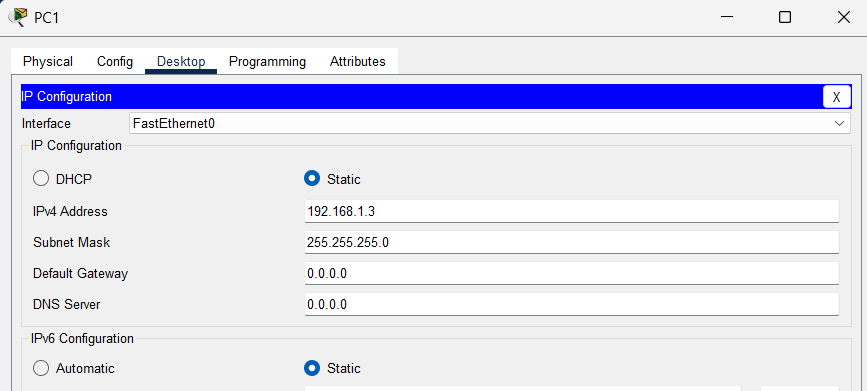 PC1
Physical Config Desktop Programming Attributes
IP Configuration X
Interface FastEthernet0
IP Configuration
DHCP Static
IPv4 Address 192.168.1.3
Subnet Mask 255.255.255.0
Default Gateway 0.0.0.0
DNS Server 0.0.0.0
IPv6 Configuration
Automatic Static